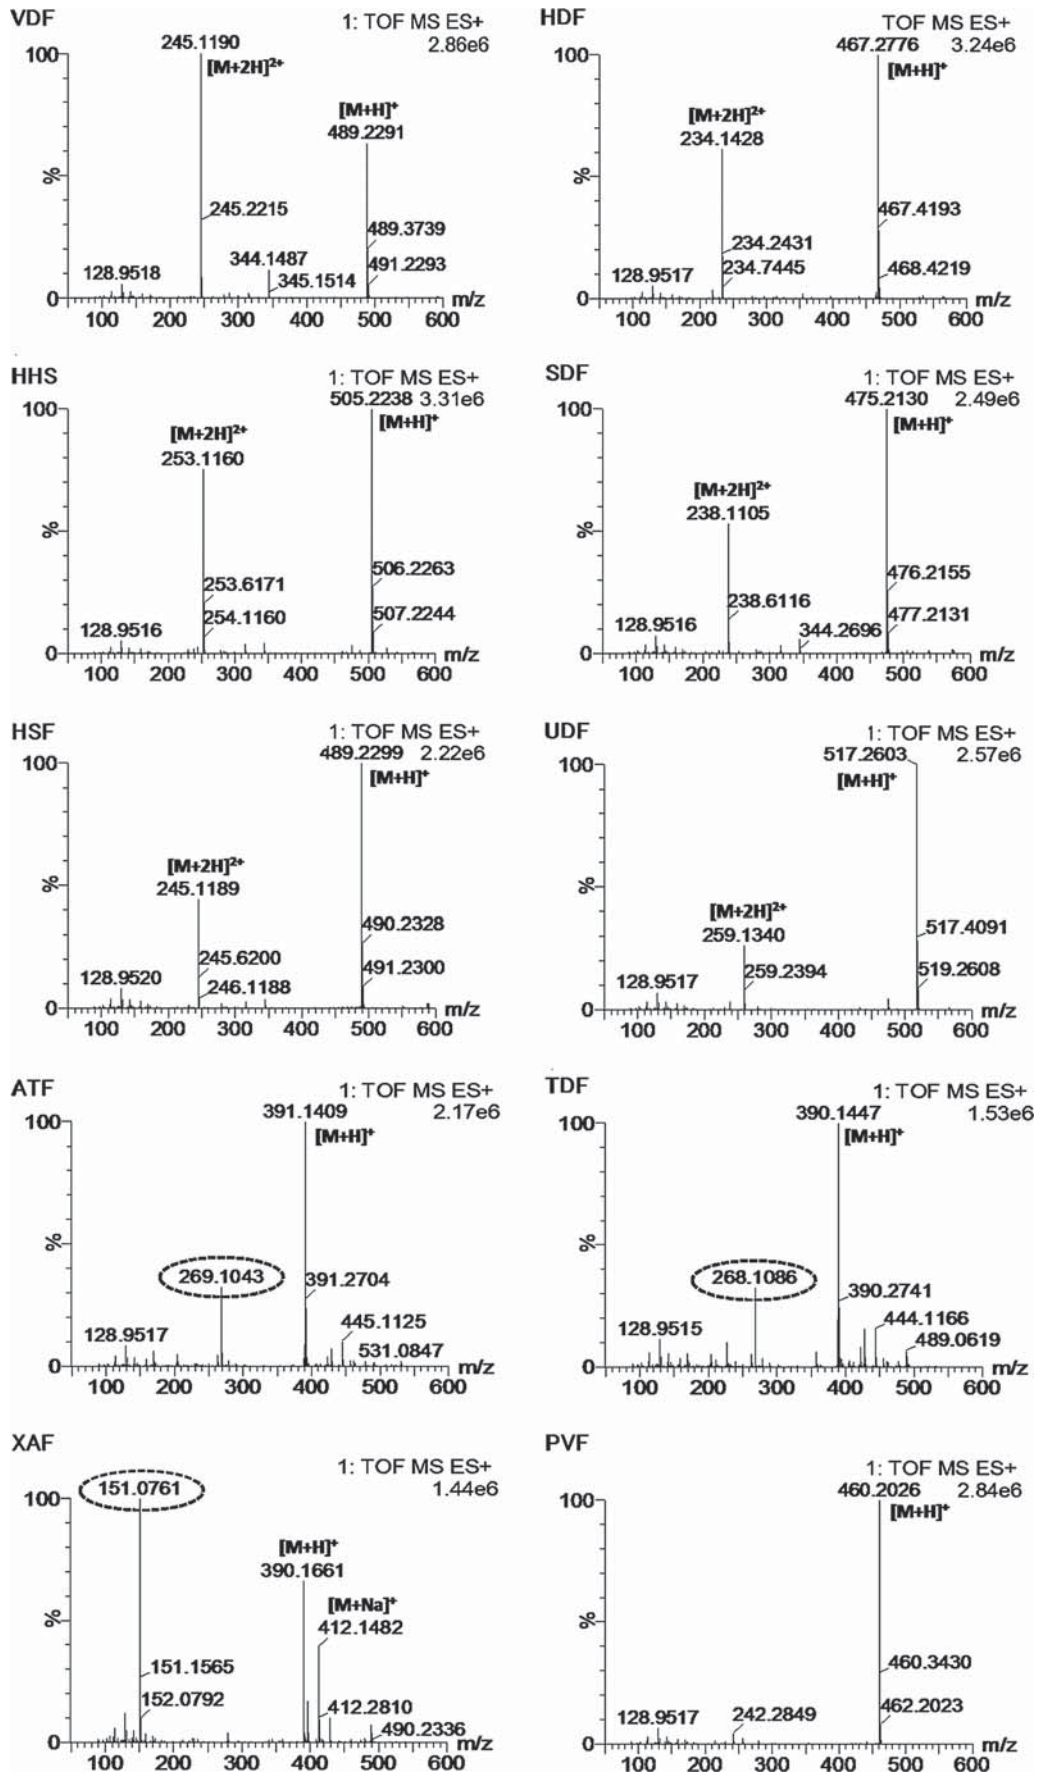 VDF
1: TOF MS ES+
2.86e6
245.1190
[M+2H]²⁺
[M+H]⁺
489.2291
245.2215
489.3739
344.1487
491.2293
128.9518
345.1514
100
%
0
100 200 300 400 500 600 m/z
HDF
TOF MS ES+
467.2776 3.24e6
[M+H]⁺
[M+2H]²⁺
234.1428
467.4193
234.2431
128.9517
234.7445
468.4219
100
%
0
100 200 300 400 500 600 m/z
HHS
1: TOF MS ES+
505.2238 3.31e6
[M+H]⁺
[M+2H]²⁺
253.1160
506.2263
253.6171
254.1160
507.2244
128.9516
100
%
0
100 200 300 400 500 600 m/z
SDF
1: TOF MS ES+
475.2130 2.49e6
[M+H]⁺
[M+2H]²⁺
238.1105
476.2155
238.6116
477.2131
128.9516
344.2696
100
%
0
100 200 300 400 500 600 m/z
HSF
1: TOF MS ES+
489.2299 2.22e6
[M+H]⁺
[M+2H]²⁺
245.1189
490.2328
245.6200
491.2300
128.9520
246.1188
100
%
0
100 200 300 400 500 600 m/z
UDF
1: TOF MS ES+
517.2603 2.57e6
[M+H]⁺
[M+2H]²⁺
259.1340
517.4091
259.2394
519.2608
128.9517
100
%
0
100 200 300 400 500 600 m/z
ATF
1: TOF MS ES+
391.1409 2.17e6
[M+H]⁺
269.1043
391.2704
128.9517
445.1125
531.0847
100
%
0
100 200 300 400 500 600 m/z
TDF
1: TOF MS ES+
390.1447 1.53e6
[M+H]⁺
268.1086
390.2741
128.9515
444.1166
489.0619
100
%
0
100 200 300 400 500 600 m/z
XAF
1: TOF MS ES+
1.44e6
151.0761
[M+H]⁺
390.1661
[M+Na]⁺
412.1482
151.1565
152.0792
412.2810
490.2336
100
%
0
100 200 300 400 500 600 m/z
PVF
1: TOF MS ES+
460.2026 2.84e6
[M+H]⁺
460.3430
128.9517
242.2849
462.2023
100
%
0
100 200 300 400 500 600 m/z